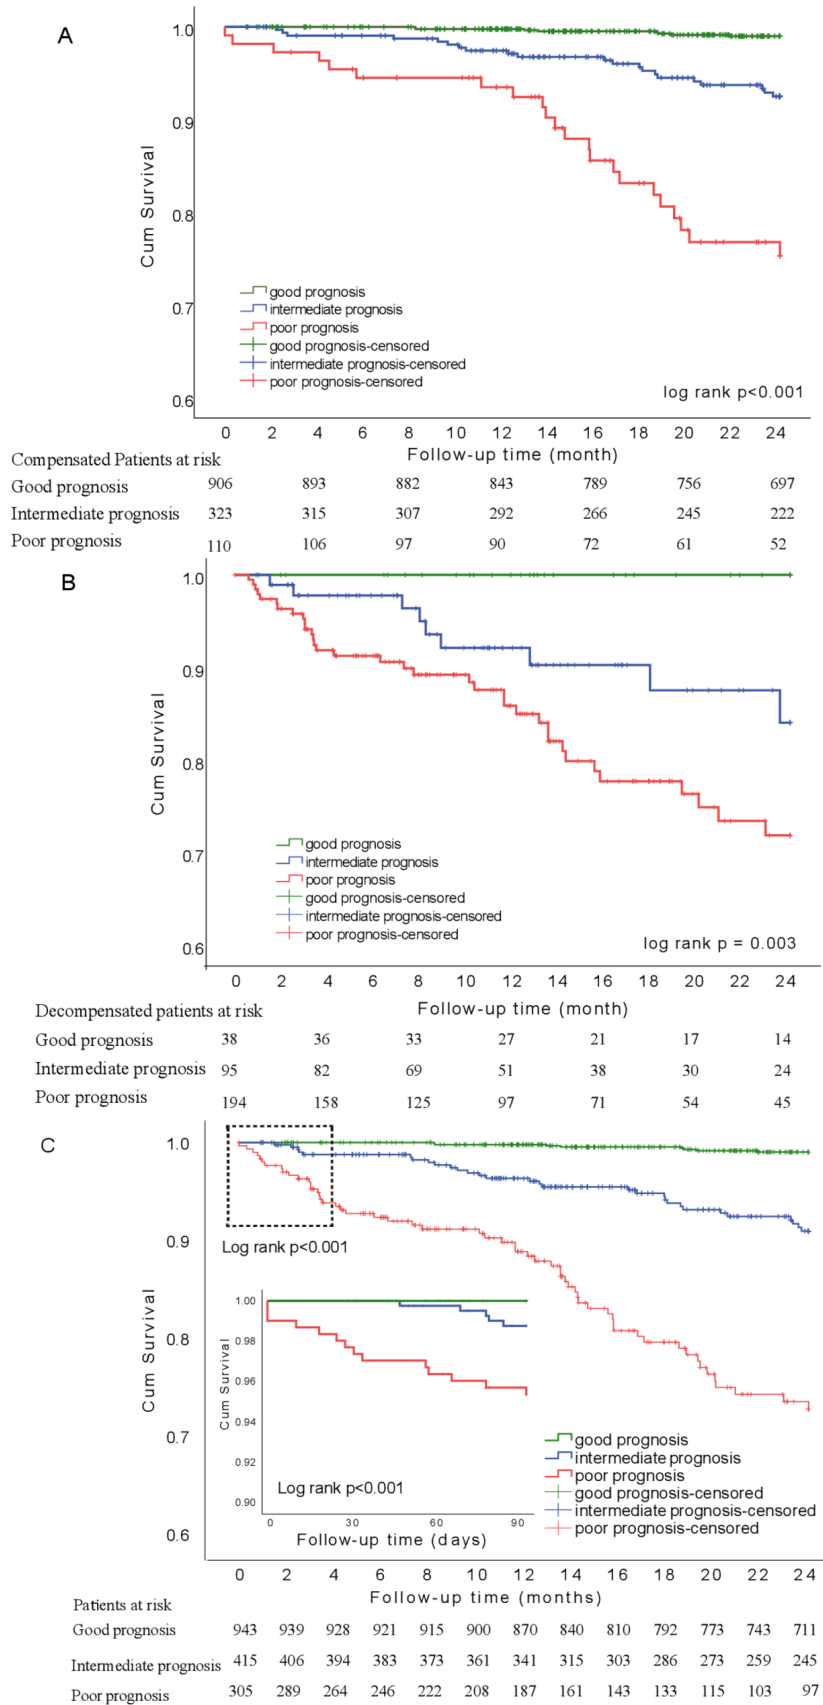 A
1.0
0.9
0.8
0.7
0.6
Cum Survival
good prognosis
intermediate prognosis
poor prognosis
good prognosis-censored
intermediate prognosis-censored
poor prognosis-censored
log rank p<0.001
0 2 4 6 8 10 12 14 16 18 20 22 24
Follow-up time (month)
Compensated Patients at risk
Good prognosis 906 893 882 843 789 756 697
Intermediate prognosis 323 315 307 292 266 245 222
Poor prognosis 110 106 97 90 72 61 52
B
1.0
0.9
0.8
0.7
0.6
Cum Survival
good prognosis
intermediate prognosis
poor prognosis
good prognosis-censored
intermediate prognosis-censored
poor prognosis-censored
log rank p = 0.003
0 2 4 6 8 10 12 14 16 18 20 22 24
Follow-up time (month)
Decompensated patients at risk
Good prognosis 38 36 33 27 21 17 14
Intermediate prognosis 95 82 69 51 38 30 24
Poor prognosis 194 158 125 97 71 54 45
C
1.0
0.9
0.8
0.7
0.6
Cum Survival
Log rank p<0.001
1.00
0.98
0.96
0.94
0.92
0.90
Cum Survival
Log rank p<0.001
0 30 60 90
Follow-up time (days)
good prognosis
intermediate prognosis
poor prognosis
good prognosis-censored
intermediate prognosis-censored
poor prognosis-censored
0 2 4 6 8 10 12 14 16 18 20 22 24
Follow-up time (months)
Patients at risk
Good prognosis 943 939 928 921 915 900 870 840 810 792 773 743 711
Intermediate prognosis 415 406 394 383 373 361 341 315 303 286 273 259 245
Poor prognosis 305 289 264 246 222 208 187 161 143 133 115 103 97